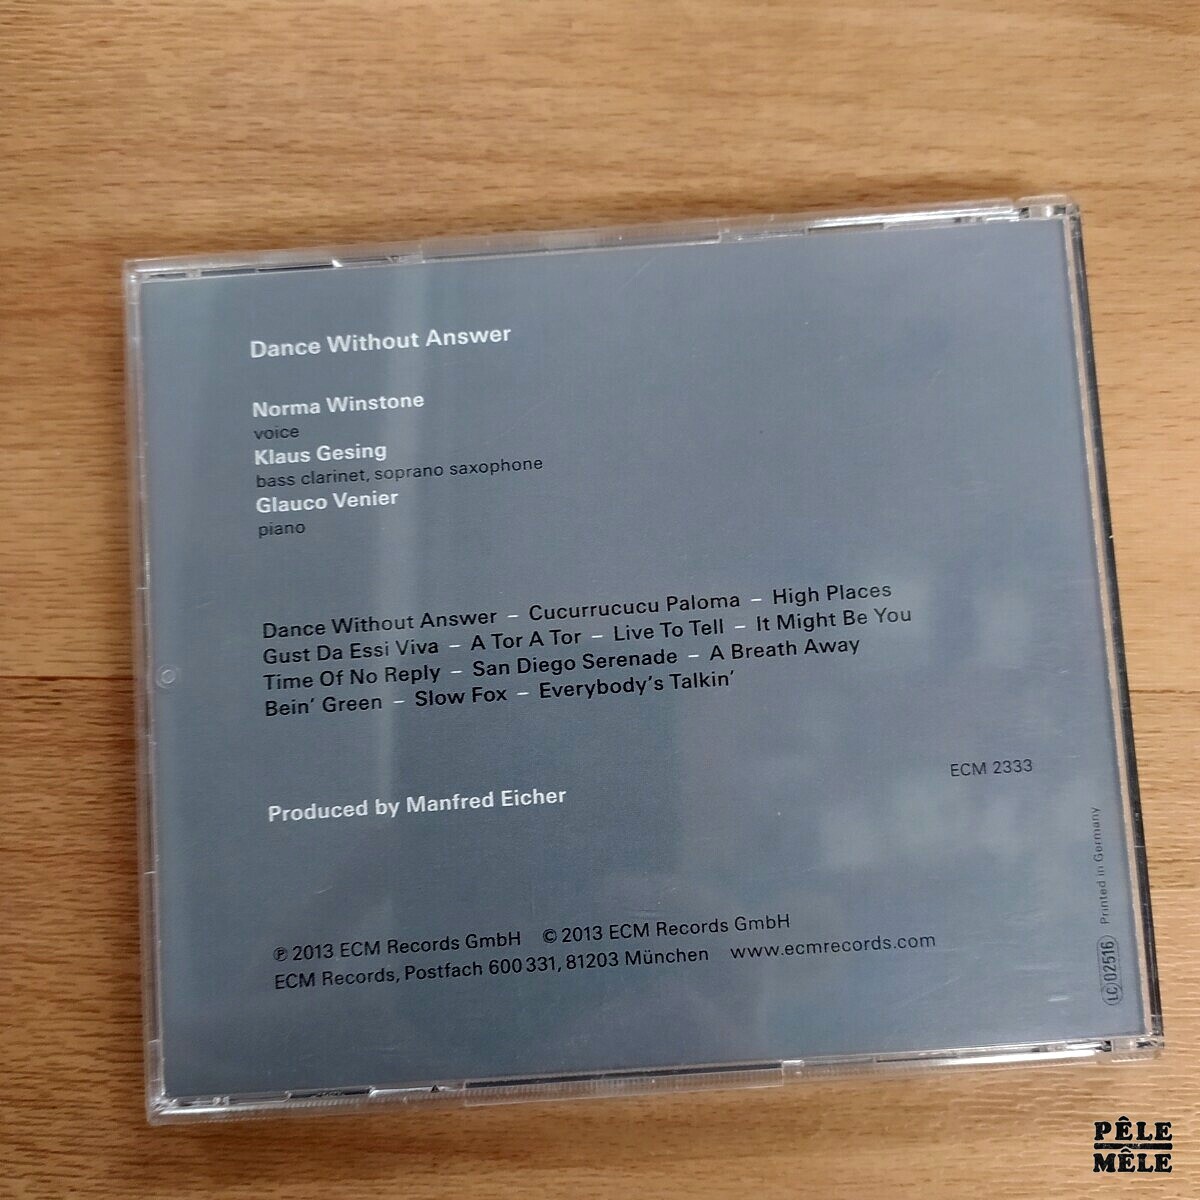 Dance Without Answer
Norma Winstone
voice
Klaus Gesing
bass clarinet, soprano saxophone
Glauco Venier
piano
Dance Without Answer – Cucurrucucu Paloma – High Places
Gust Da Essi Viva – A Tor A Tor – Live To Tell – It Might Be You
Time Of No Reply – San Diego Serenade – A Breath Away
Bein' Green – Slow Fox – Everybody's Talkin'
ECM 2333
Produced by Manfred Eicher
℗ 2013 ECM Records GmbH © 2013 ECM Records GmbH
ECM Records, Postfach 600 331, 81203 München www.ecmrecords.com
LC 02516 Printed in Germany
PÊLE
MÊLE